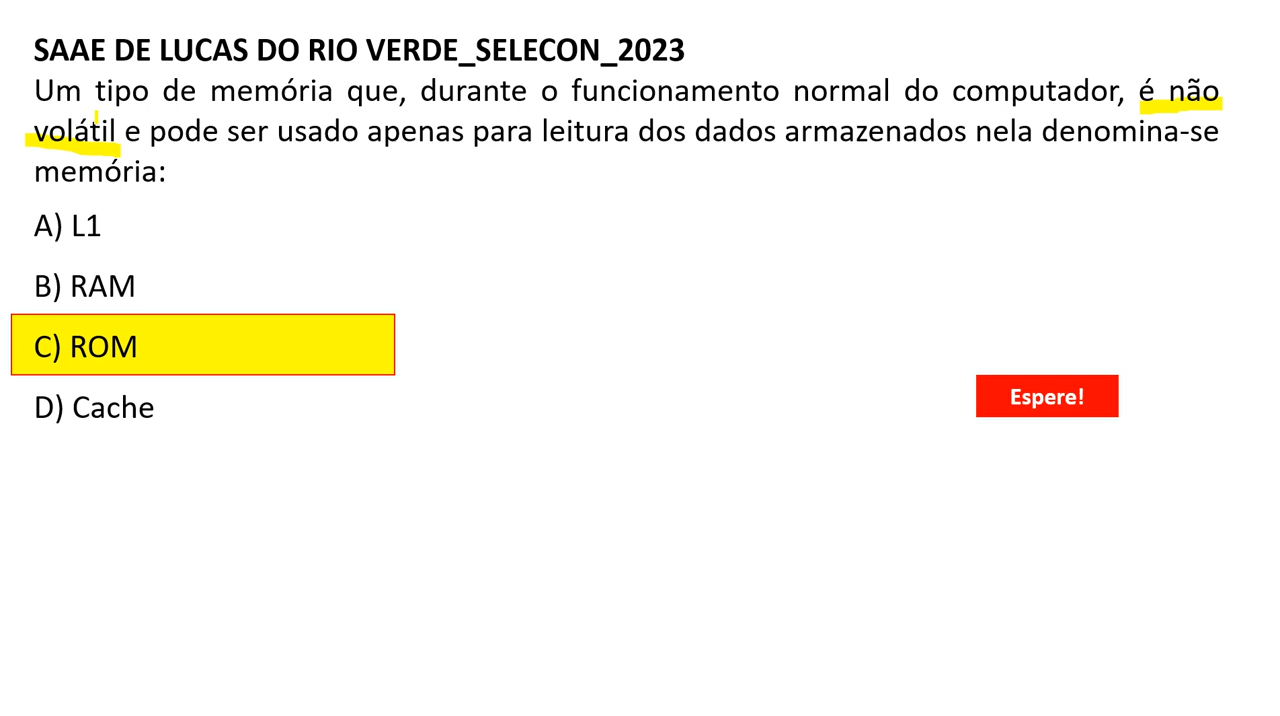 SAAE DE LUCAS DO RIO VERDE_SELECON_2023
Um tipo de memória que, durante o funcionamento normal do computador, é não
volátil e pode ser usado apenas para leitura dos dados armazenados nela denomina-se
memória:
A) L1
B) RAM
C) ROM
D) Cache
Espere!